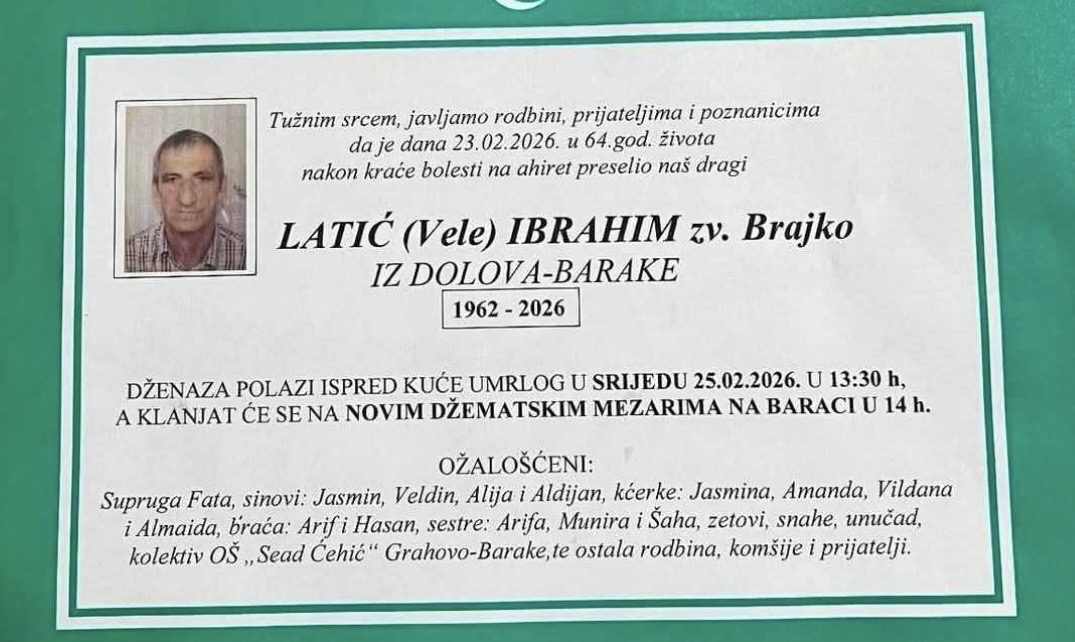 Tužnim srcem, javljamo rodbini, prijateljima i poznanicima
da je dana 23.02.2026. u 64.god. života
nakon kraće bolesti na ahiret preselio naš dragi
LATIĆ (Vele) IBRAHIM zv. Brajko
IZ DOLOVA-BARAKE
1962 - 2026
DŽENAZA POLAZI ISPRED KUĆE UMRLOG U SRIJEDU 25.02.2026. U 13:30 h,
A KLANJAT ĆE SE NA NOVIM DŽEMATSKIM MEZARIMA NA BARACI U 14 h.
OŽALOŠĆENI:
Supruga Fata, sinovi: Jasmin, Veldin, Alija i Aldijan, kćerke: Jasmina, Amanda, Vildana
i Almaida, braća: Arif i Hasan, sestre: Arifa, Munira i Šaha, zetovi, snahe, unučad,
kolektiv OŠ „Sead Ćehić“ Grahovo-Barake,te ostala rodbina, komšije i prijatelji.